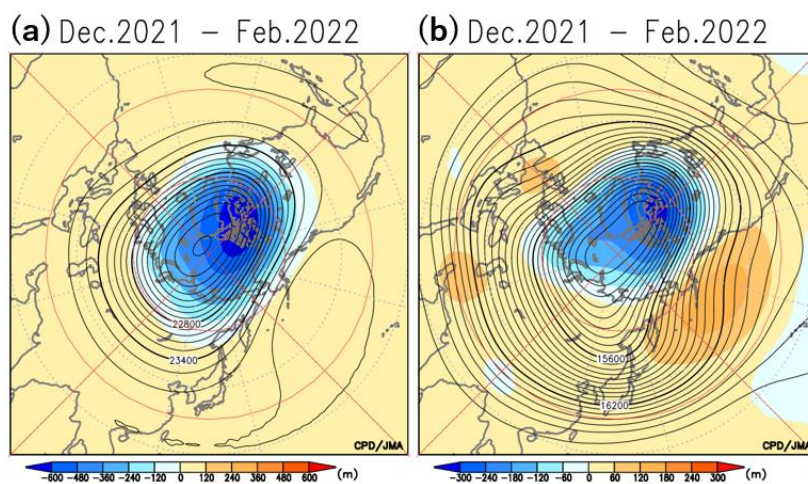 (a) Dec.2021 – Feb.2022
(b) Dec.2021 – Feb.2022
22800
23400
CPD/JMA
15600
16200
CPD/JMA
-600 -480 -360 -240 -120 0 120 240 360 480 600 (m)
-300 -240 -180 -120 -60 0 60 120 180 240 300 (m)